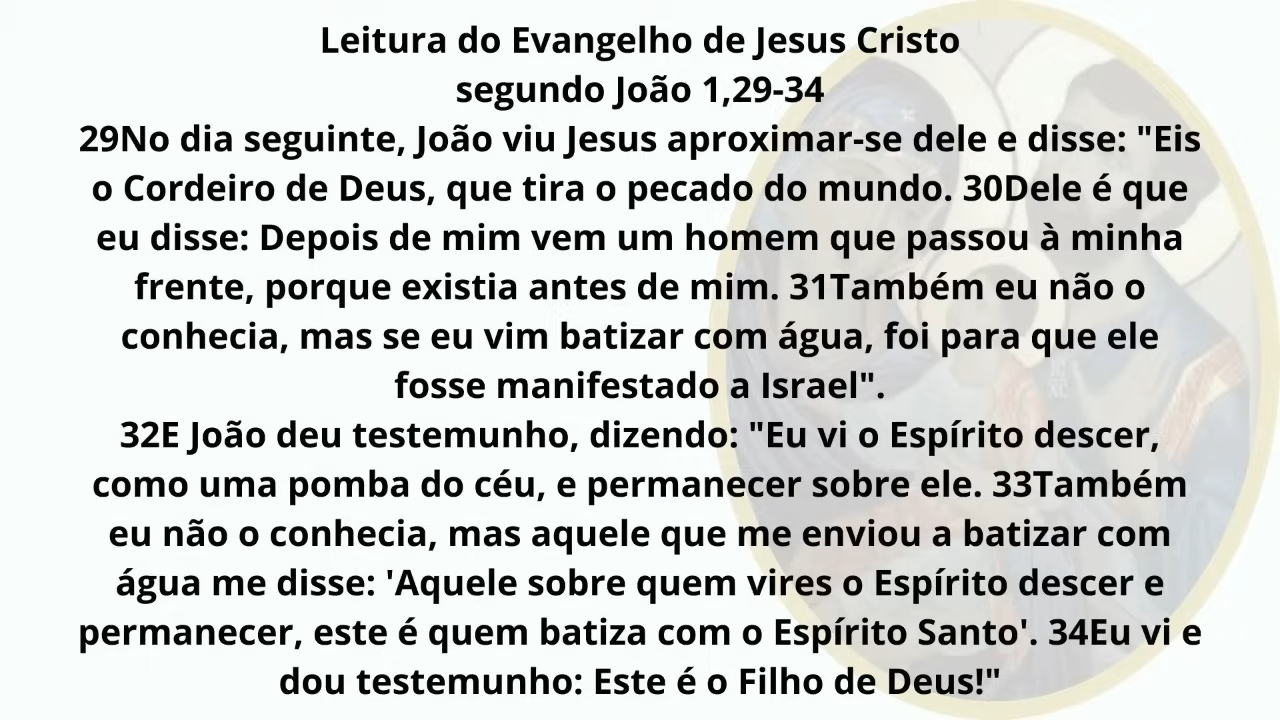 Leitura do Evangelho de Jesus Cristo
segundo João 1,29-34
29No dia seguinte, João viu Jesus aproximar-se dele e disse: "Eis
o Cordeiro de Deus, que tira o pecado do mundo. 30Dele é que
eu disse: Depois de mim vem um homem que passou à minha
frente, porque existia antes de mim. 31Também eu não o
conhecia, mas se eu vim batizar com água, foi para que ele
fosse manifestado a Israel".
32E João deu testemunho, dizendo: "Eu vi o Espírito descer,
como uma pomba do céu, e permanecer sobre ele. 33Também
eu não o conhecia, mas aquele que me enviou a batizar com
água me disse: 'Aquele sobre quem vires o Espírito descer e
permanecer, este é quem batiza com o Espírito Santo'. 34Eu vi e
dou testemunho: Este é o Filho de Deus!"